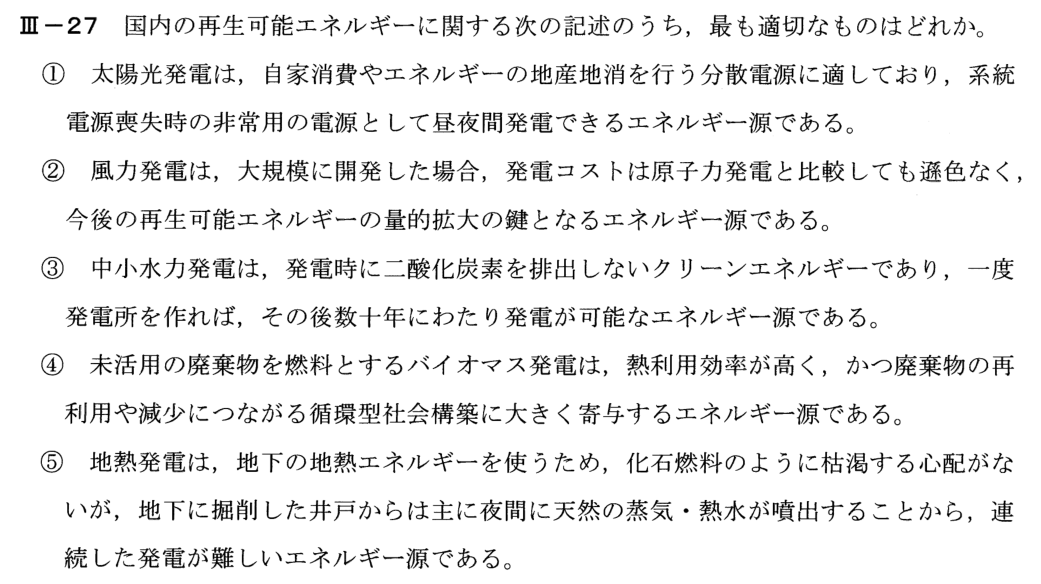 Ⅲ－27　国内の再生可能エネルギーに関する次の記述のうち，最も適切なものはどれか。
①　太陽光発電は，自家消費やエネルギーの地産地消を行う分散電源に適しており，系統
電源喪失時の非常用の電源として昼夜間発電できるエネルギー源である。
②　風力発電は，大規模に開発した場合，発電コストは原子力発電と比較しても遜色なく，
今後の再生可能エネルギーの量的拡大の鍵となるエネルギー源である。
③　中小水力発電は，発電時に二酸化炭素を排出しないクリーンエネルギーであり，一度
発電所を作れば，その後数十年にわたり発電が可能なエネルギー源である。
④　未活用の廃棄物を燃料とするバイオマス発電は，熱利用効率が高く，かつ廃棄物の再
利用や減少につながる循環型社会構築に大きく寄与するエネルギー源である。
⑤　地熱発電は，地下の地熱エネルギーを使うため，化石燃料のように枯渇する心配がな
いが，地下に掘削した井戸からは主に夜間に天然の蒸気・熱水が噴出することから，連
続した発電が難しいエネルギー源である。